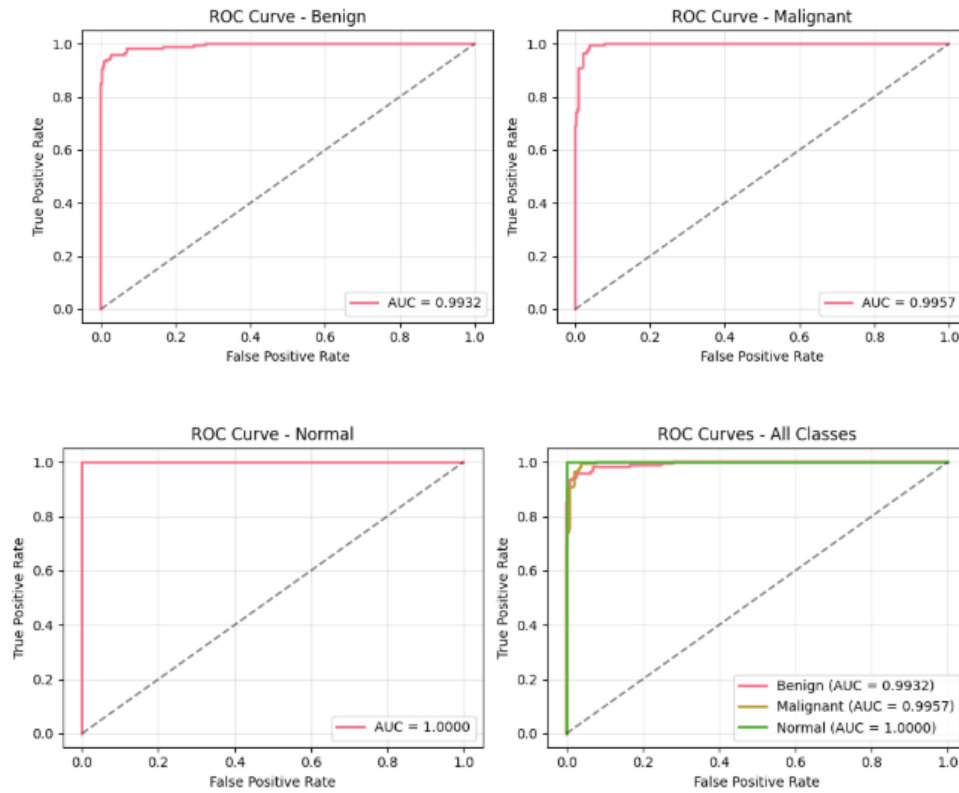 ROC Curve - Benign
1.0
0.8
0.6
0.4
0.2
0.0
True Positive Rate
AUC = 0.9932
0.0 0.2 0.4 0.6 0.8 1.0
False Positive Rate
ROC Curve - Malignant
1.0
0.8
0.6
0.4
0.2
0.0
True Positive Rate
AUC = 0.9957
0.0 0.2 0.4 0.6 0.8 1.0
False Positive Rate
ROC Curve - Normal
1.0
0.8
0.6
0.4
0.2
0.0
True Positive Rate
AUC = 1.0000
0.0 0.2 0.4 0.6 0.8 1.0
False Positive Rate
ROC Curves - All Classes
1.0
0.8
0.6
0.4
0.2
0.0
True Positive Rate
Benign (AUC = 0.9932)
Malignant (AUC = 0.9957)
Normal (AUC = 1.0000)
0.0 0.2 0.4 0.6 0.8 1.0
False Positive Rate